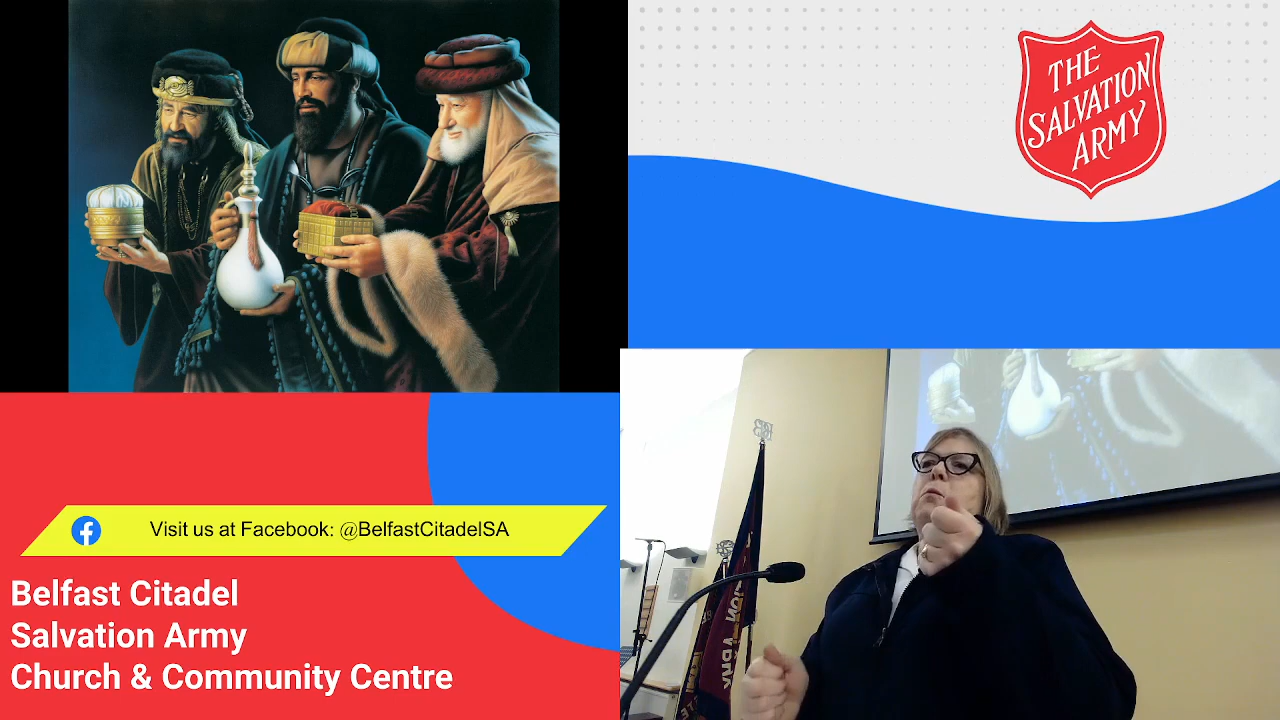 THE
SALVATION
ARMY
Visit us at Facebook: @BelfastCitadelSA
Belfast Citadel
Salvation Army
Church & Community Centre